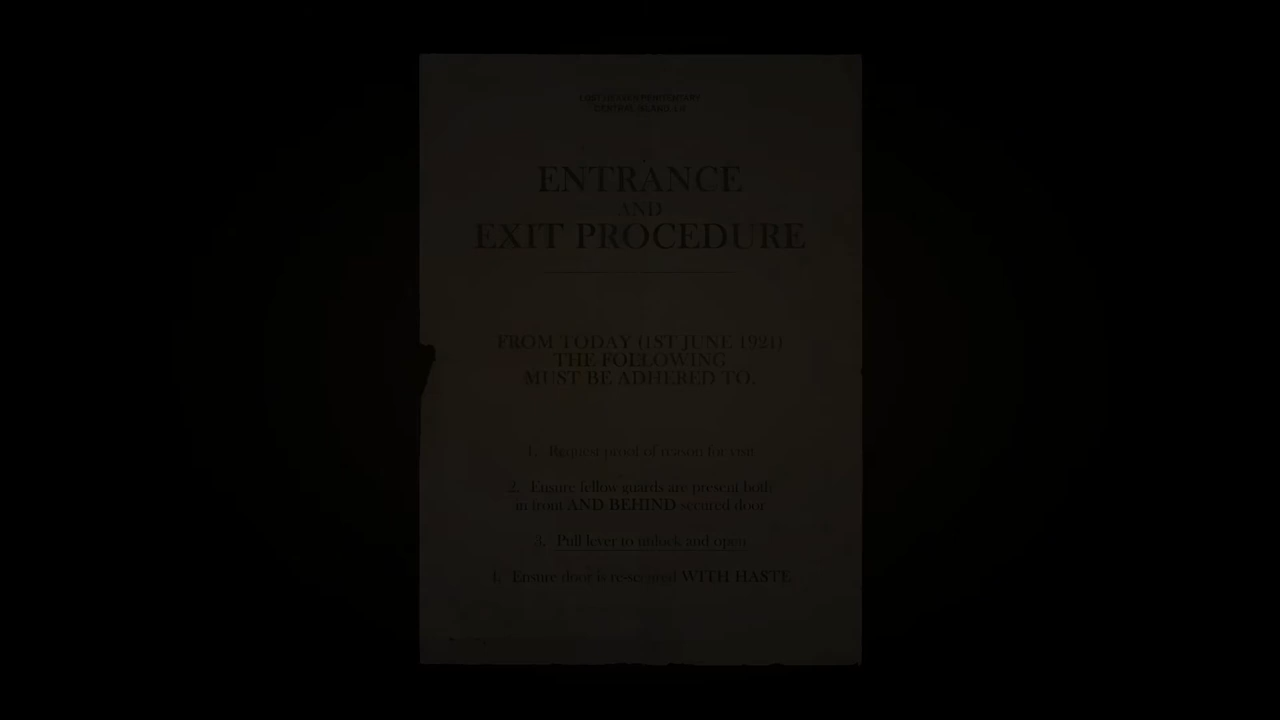 ENTRANCE
AND
EXIT PROCEDURE
FROM TODAY (1ST JUNE 1921)
THE FOLLOWING
MUST BE ADHERED TO.
1. Request proof of reason for visit
2. Ensure fellow guards are present both
in front AND BEHIND secured door
3. Pull lever to unlock and open
4. Ensure door is re-secured WITH HASTE